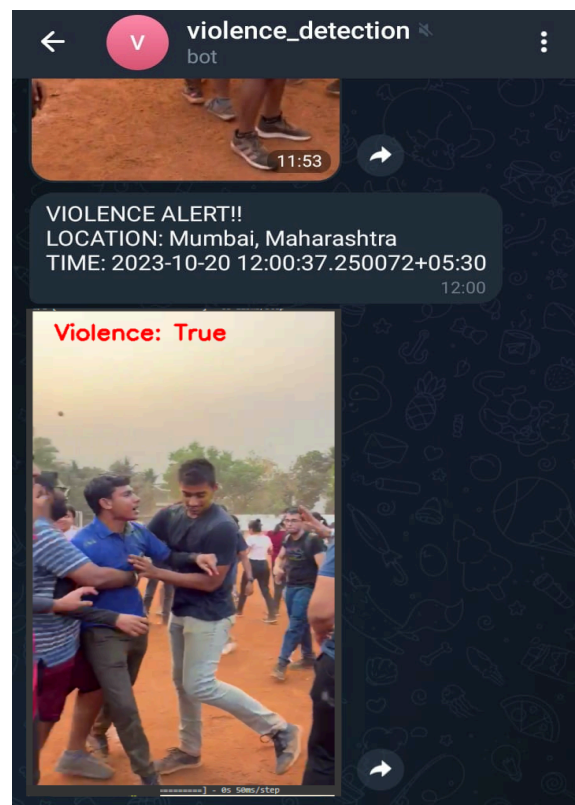 V
violence_detection
bot
11:53
VIOLENCE ALERT!!
LOCATION: Mumbai, Maharashtra
TIME: 2023-10-20 12:00:37.250072+05:30
12:00
Violence: True
=========] - 0s 50ms/step